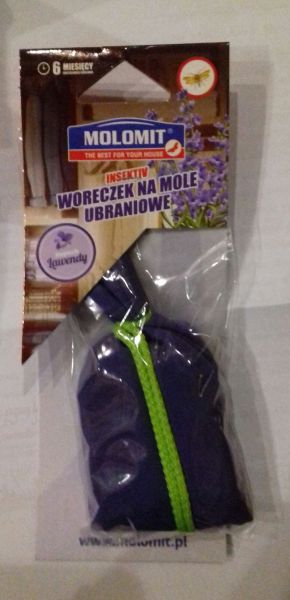 6 MIESIĘCY
MOLOMIT®
THE BEST FOR YOUR HOUSE
INSEKTIV
WORECZEK NA MOLE
UBRANIOWE
Lawendy
www.molomit.pl